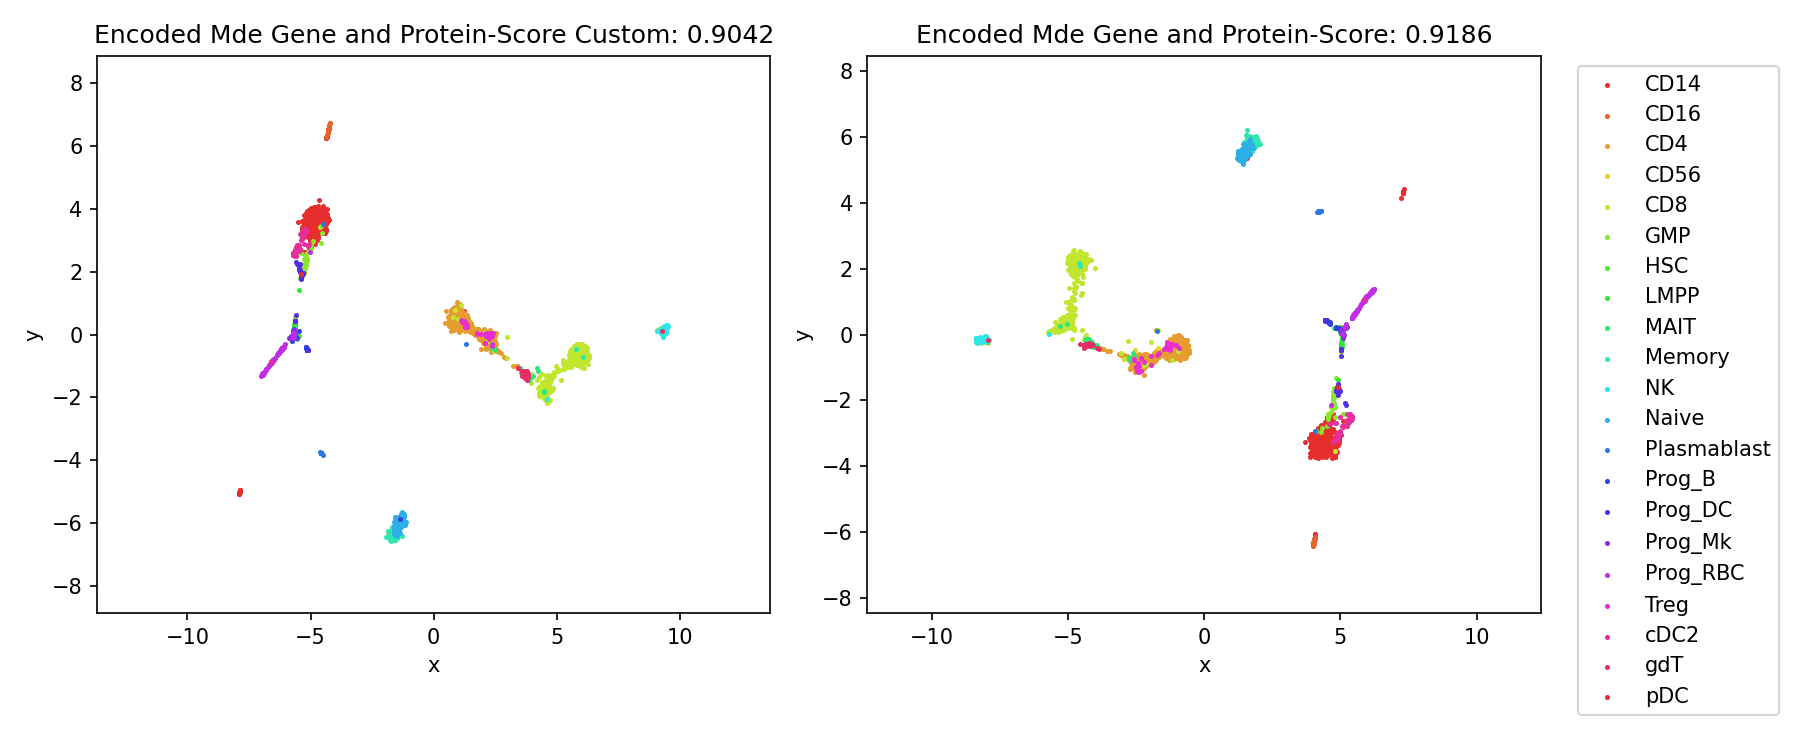 Encoded Mde Gene and Protein-Score Custom: 0.9042
8
6
4
2
0
−2
−4
−6
−8
y
−10 −5 0 5 10
x
Encoded Mde Gene and Protein-Score: 0.9186
8
6
4
2
0
−2
−4
−6
−8
y
−10 −5 0 5 10
x
CD14
CD16
CD4
CD56
CD8
GMP
HSC
LMPP
MAIT
Memory
NK
Naive
Plasmablast
Prog_B
Prog_DC
Prog_Mk
Prog_RBC
Treg
cDC2
gdT
pDC